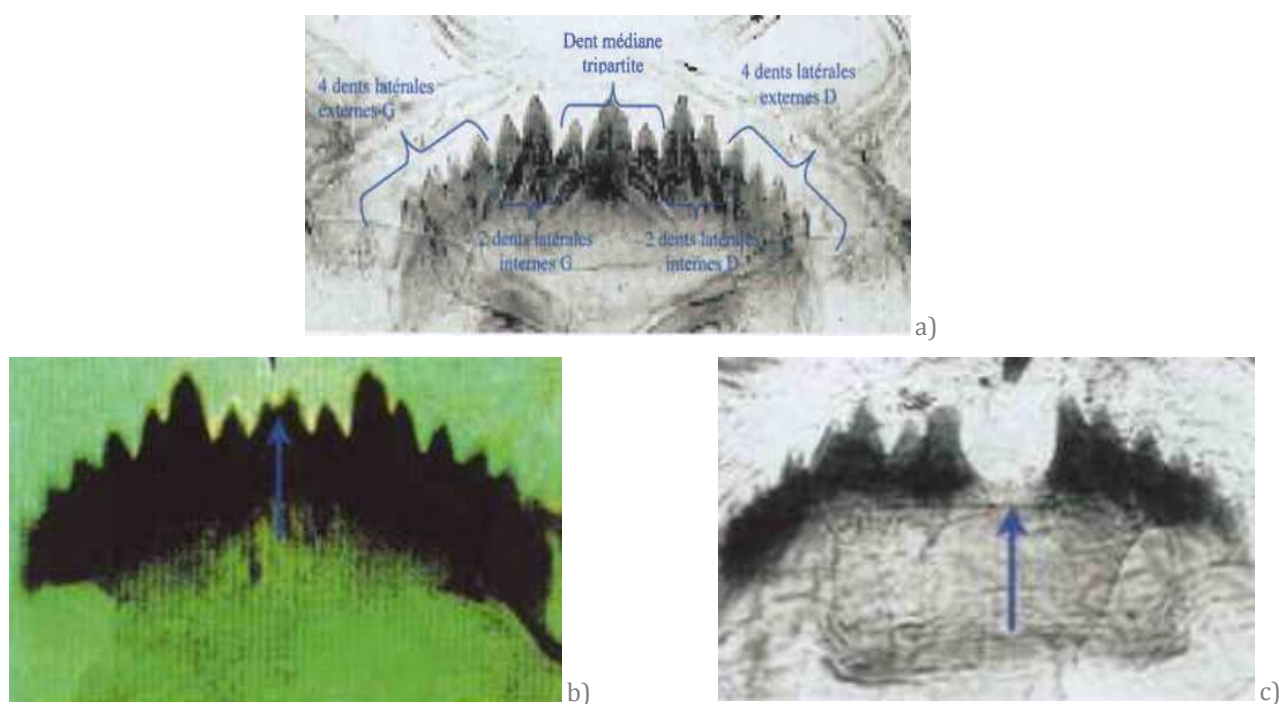 Dent médiane
tripartite
4 dents latérales
externes G
4 dents latérales
externes D
2 dents latérales
internes G
2 dents latérales
internes D
a)
b)
c)